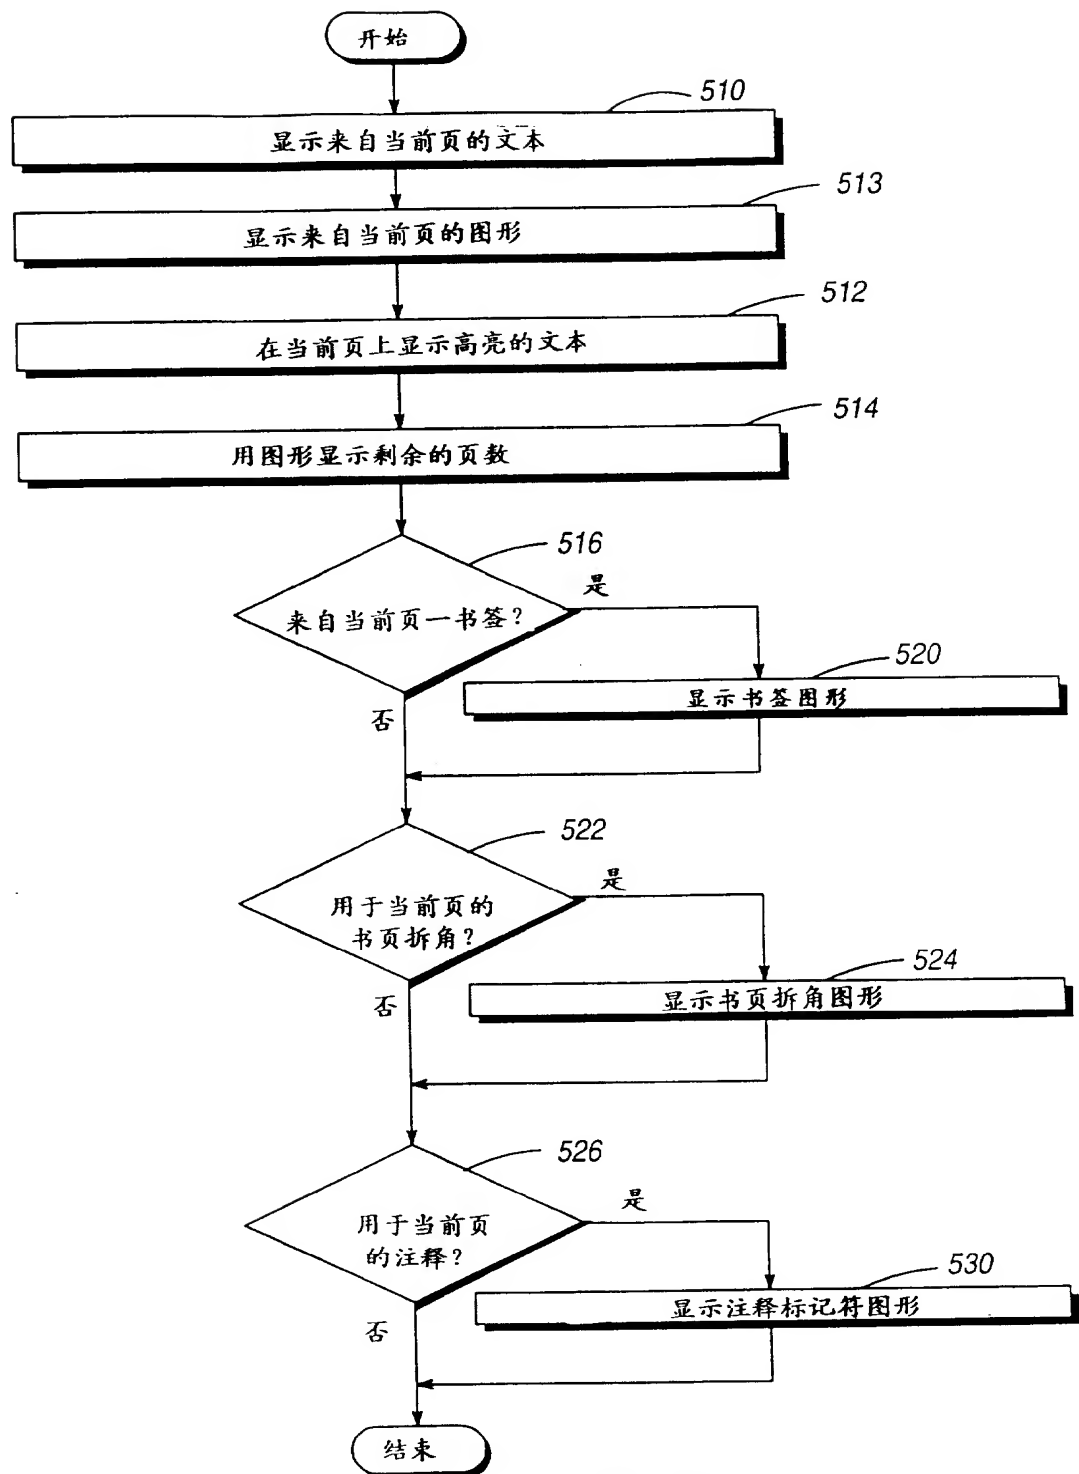 开始
510
显示来自当前页的文本
513
显示来自当前页的图形
512
在当前页上显示高亮的文本
514
用图形显示剩余的页数
516
来自当前页一书签?
是
520
显示书签图形
否
522
用于当前页的
书页拆角?
是
524
显示书页拆角图形
否
526
用于当前页
的注释?
是
530
显示注释标记符图形
否
结束